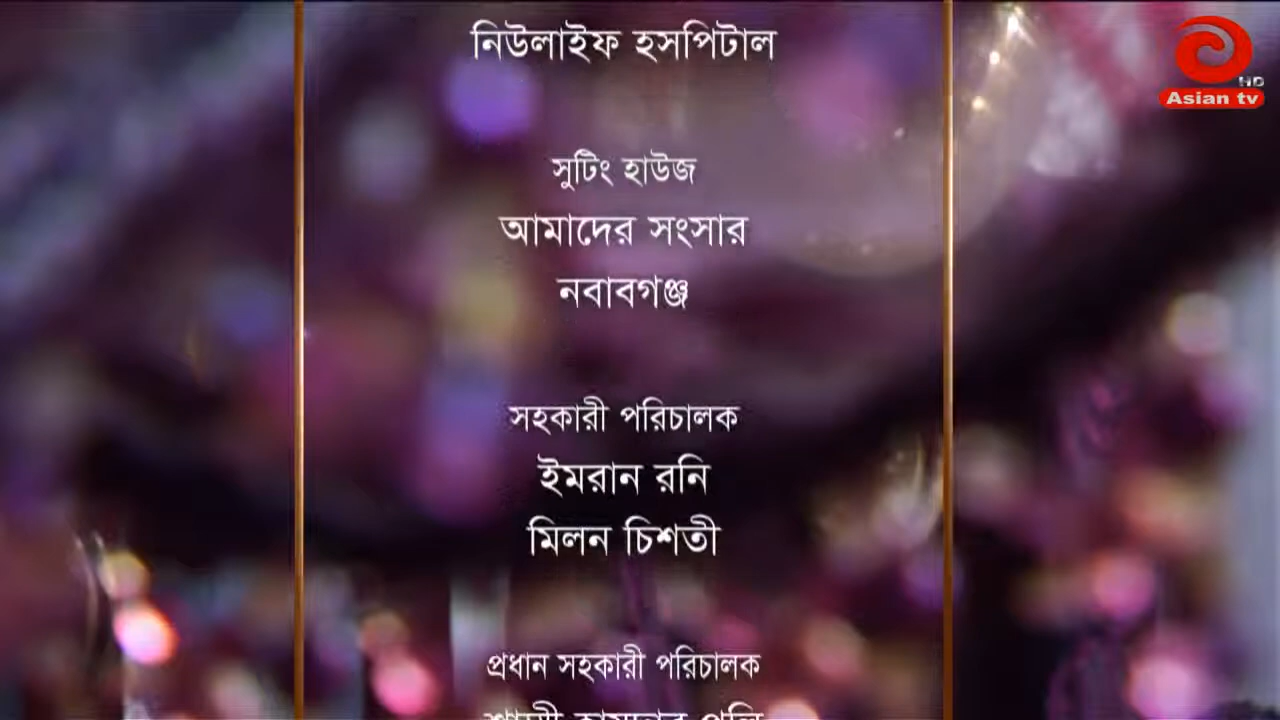 নিউলাইফ হসপিটাল
HD
Asian tv
সুটিং হাউজ
আমাদের সংসার
নবাবগঞ্জ
সহকারী পরিচালক
ইমরান রনি
মিলন চিশতী
প্রধান সহকারী পরিচালক